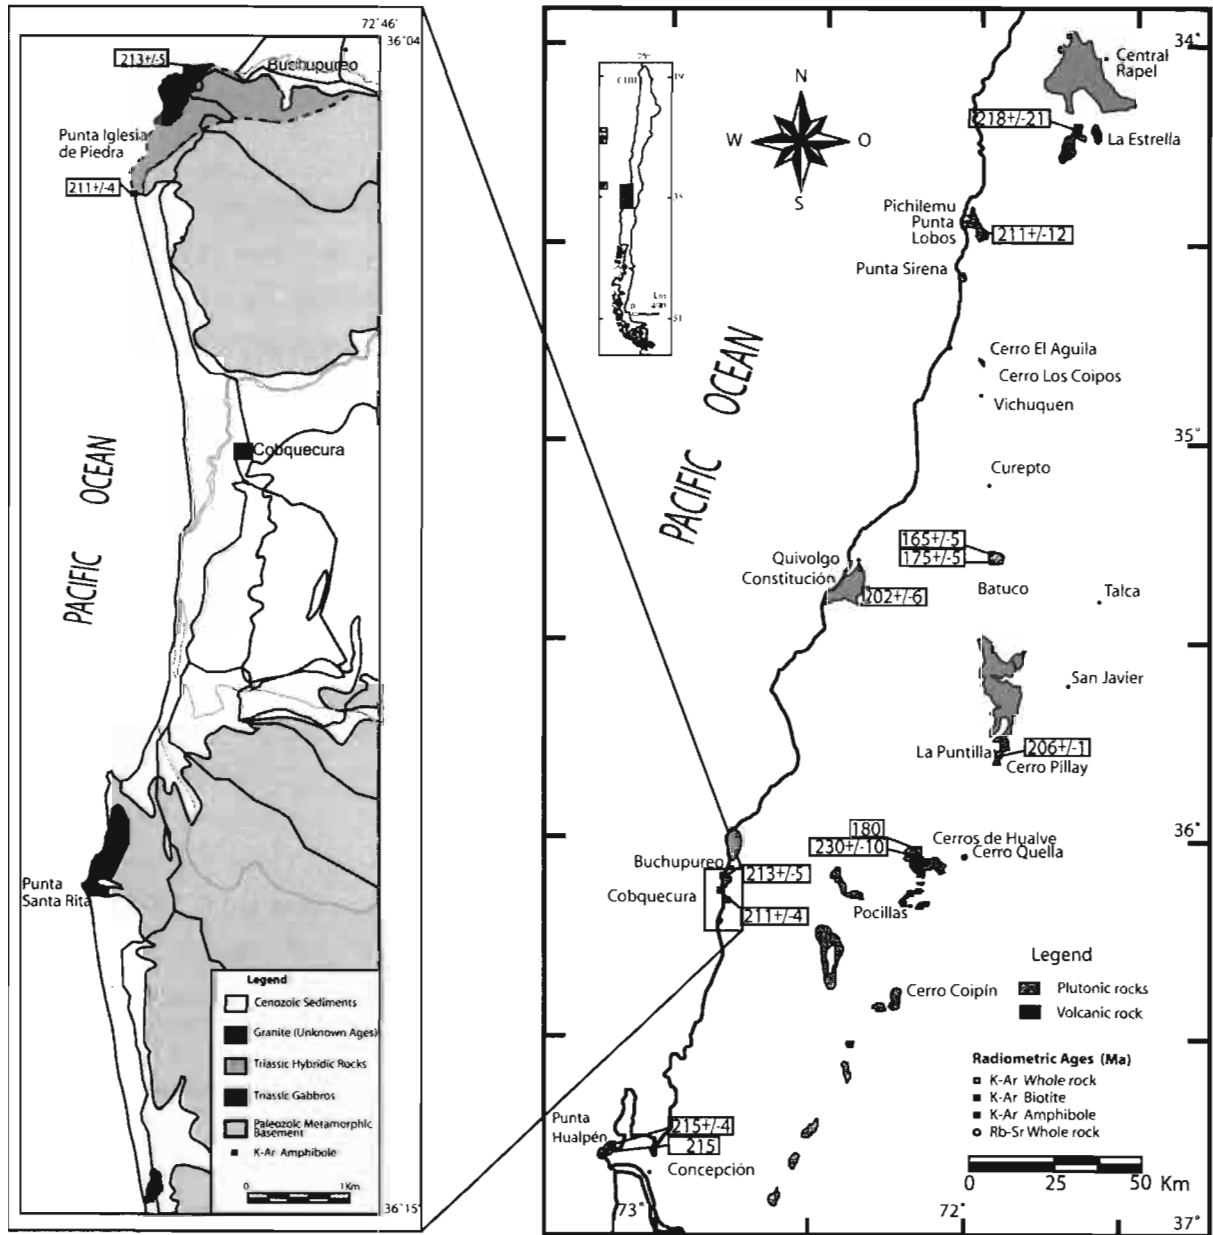 72°46'
36°04
213+/-5
Buchupureo
Punta Iglesia
de Piedra
211+/-4
Cobquecura
PACIFIC OCEAN
Punta
Santa Rita
Legend
Cenozoic Sediments
Granite (Unknown Ages)
Triassic Hybridic Rocks
Triassic Gabbros
Paleozoic Metamorphic
Basement
K-Ar Amphibole
0 1Km
36°15'
34°
Central
Rapel
218+/-21
La Estrella
N
W O
S
Pichilemu
Punta
Lobos
211+/-12
Punta Sirena
PACIFIC OCEAN
Cerro El Aguila
Cerro Los Coipos
Vichuquen
35°
Curepto
165+/-5
175+/-5
Quivolgo
Constitución
Batuco
Talca
202+/-6
San Javier
La Puntilla
206+/-1
Cerro Pillay
180
36°
230+/-10
Cerros de Hualve
Cerro Quella
Buchupureo
213+/-5
Cobquecura
211+/-4
Pocillas
Legend
Plutonic rocks
Volcanic rock
Cerro Coipín
Radiometric Ages (Ma)
K-Ar Whole rock
K-Ar Biotite
K-Ar Amphibole
Rb-Sr Whole rock
Punta
Hualpén
215+/-4
215
Concepción
0 25 50 Km
73°
72°
37°